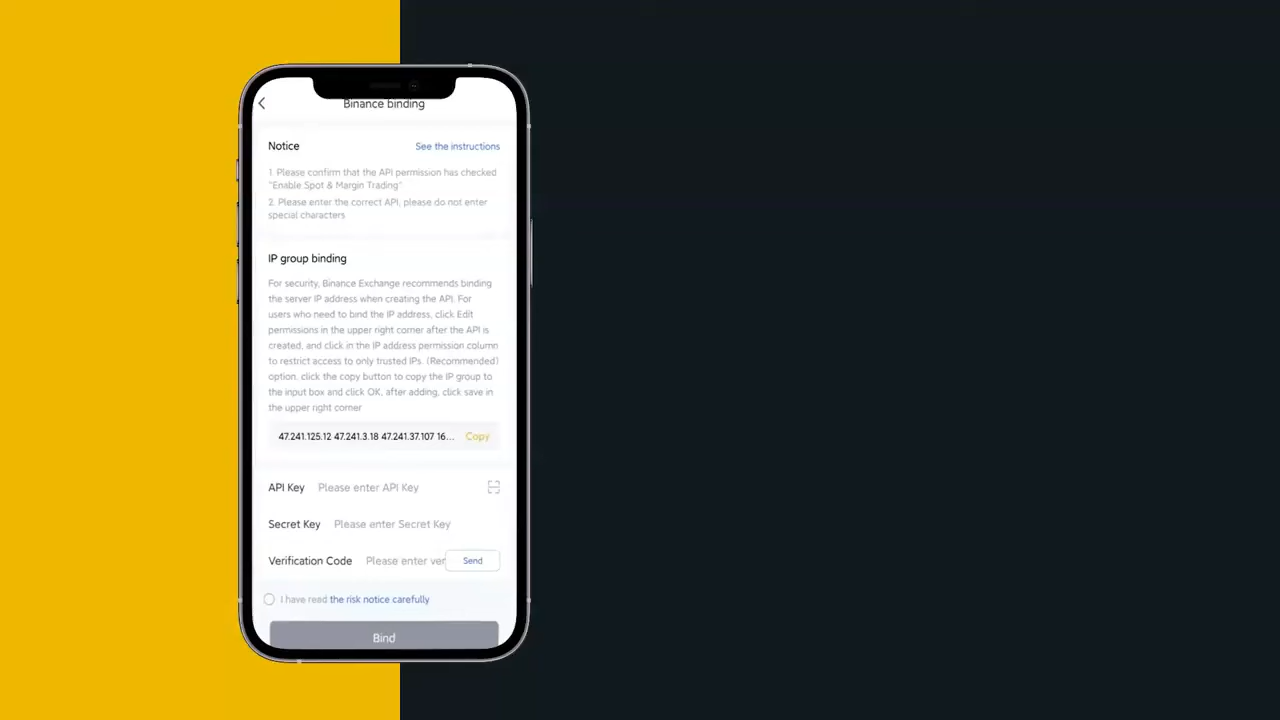 Binance binding
Notice
See the instructions
1. Please confirm that the API permission has checked
"Enable Spot & Margin Trading"
2. Please enter the correct API, please do not enter
special characters
IP group binding
For security, Binance Exchange recommends binding
the server IP address when creating the API. For
users who need to bind the IP address, click Edit
permissions in the upper right corner after the API is
created, and click in the IP address permission column
to restrict access to only trusted IPs. (Recommended)
option. click the copy button to copy the IP group to
the input box and click OK, after adding, click save in
the upper right corner
47.241.125.12 47.241.3.18 47.241.37.107 16... Copy
API Key Please enter API Key
Secret Key Please enter Secret Key
Verification Code Please enter ver Send
I have read the risk notice carefully
Bind